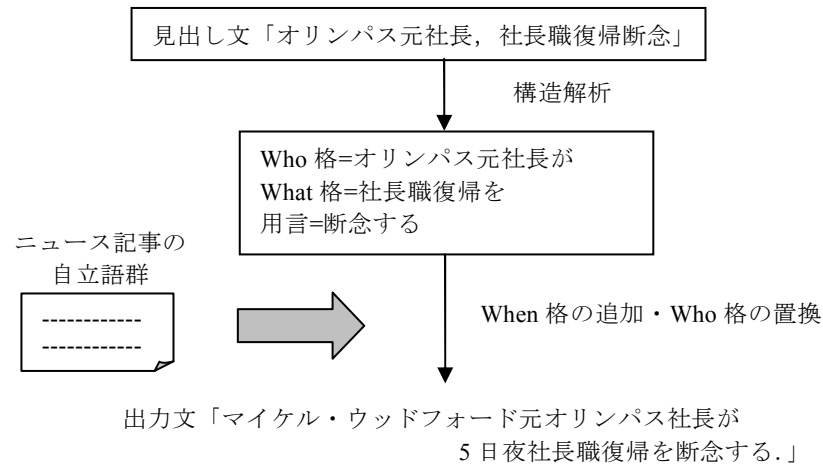 見出し文「オリンパス元社長，社長職復帰断念」
構造解析
Who 格=オリンパス元社長が
What 格=社長職復帰を
用言=断念する
ニュース記事の
自立語群
When 格の追加・Who 格の置換
出力文「マイケル・ウッドフォード元オリンパス社長が
5 日夜社長職復帰を断念する．」